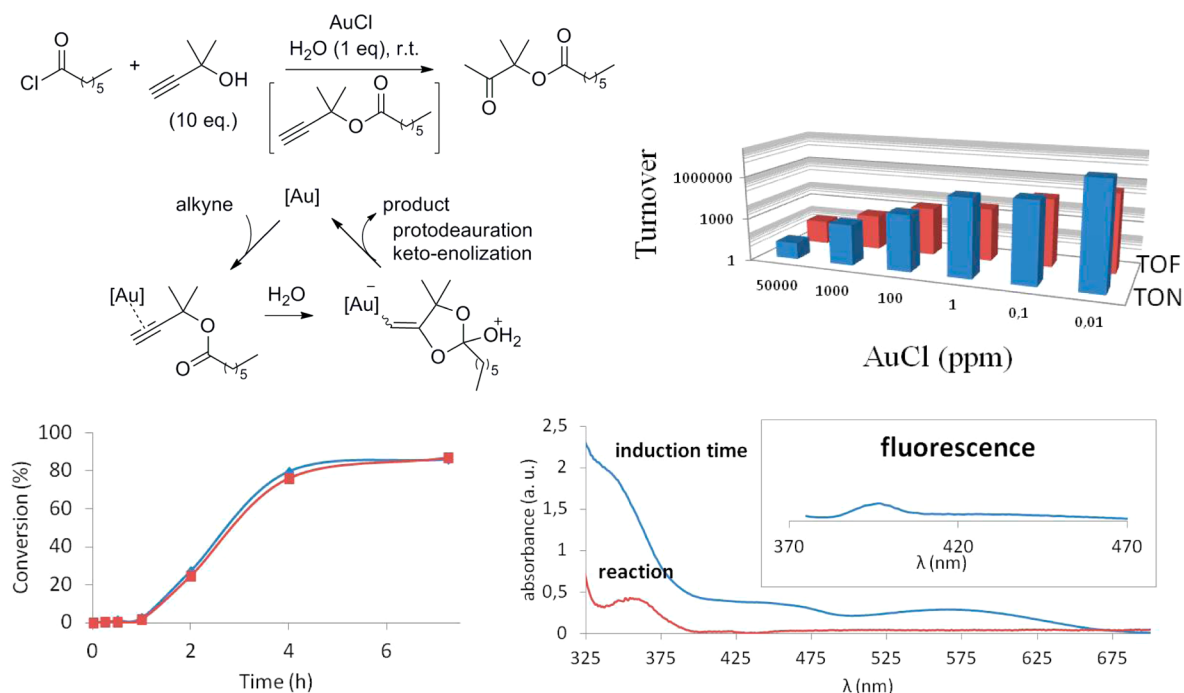 O
Cl
( )5
+
OH
(10 eq.)
AuCl
H2O (1 eq), r.t.
O
O
( )5
O
O
O
( )5
alkyne
[Au]
product
protodeauration
keto-enolization
[Au]
O
O
( )5
H2O
[Au]
−
O
O
+
OH2
( )5
Turnover
1000000
1000
1
50000
1000
100
1
0,1
0,01
TOF
TON
AuCl (ppm)
Conversion (%)
100
80
60
40
20
0
0
2
4
6
Time (h)
absorbance (a. u.)
2,5
2
1,5
1
0,5
0
induction time
reaction
fluorescence
370
420
470
λ (nm)
325
375
425
475
525
575
625
675
λ (nm)